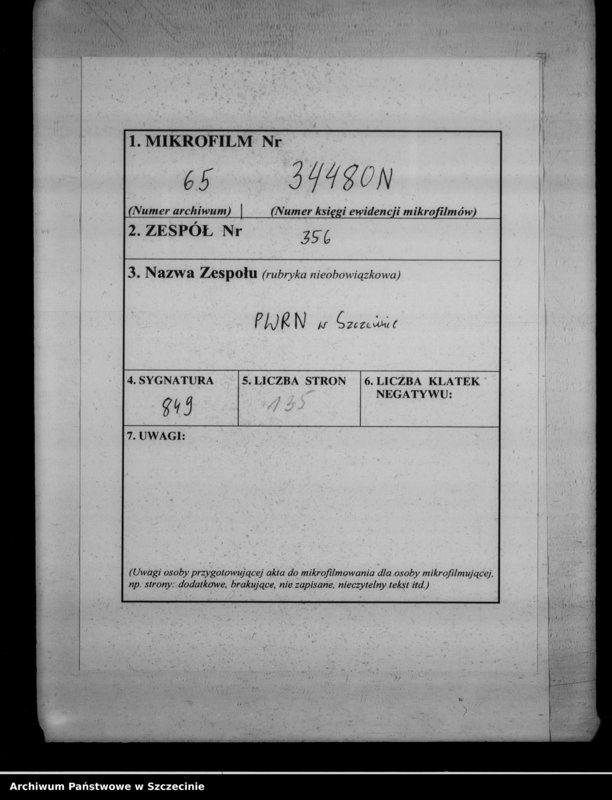 1. MIKROFILM Nr
65 34480N
(Numer archiwum) (Numer księgi ewidencji mikrofilmów)
2. ZESPÓŁ Nr
356
3. Nazwa Zespołu (rubryka nieobowiązkowa)
PWRN w Szczecinie
4. SYGNATURA
849
5. LICZBA STRON
135
6. LICZBA KLATEK
NEGATYWU:
7. UWAGI:
(Uwagi osoby przygotowującej akta do mikrofilmowania dla osoby mikrofilmującej,
np. strony: dodatkowe, brakujące, nie zapisane, nieczytelny tekst itd.)
Archiwum Państwowe w Szczecinie